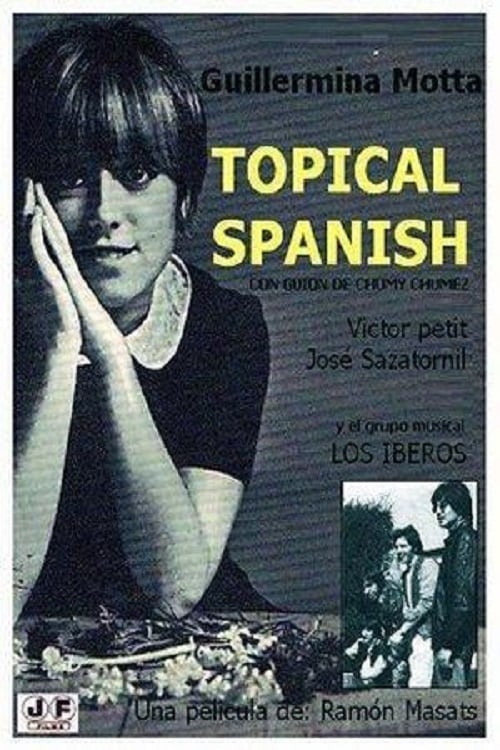 Guillermina Motta
TOPICAL
SPANISH
CON GUION DE CHUMY CHUMEZ
Victor petit
José Sazatornil
y el grupo musical
LOS IBEROS
J F
FILMS
Una pelicula de: Ramón Masats